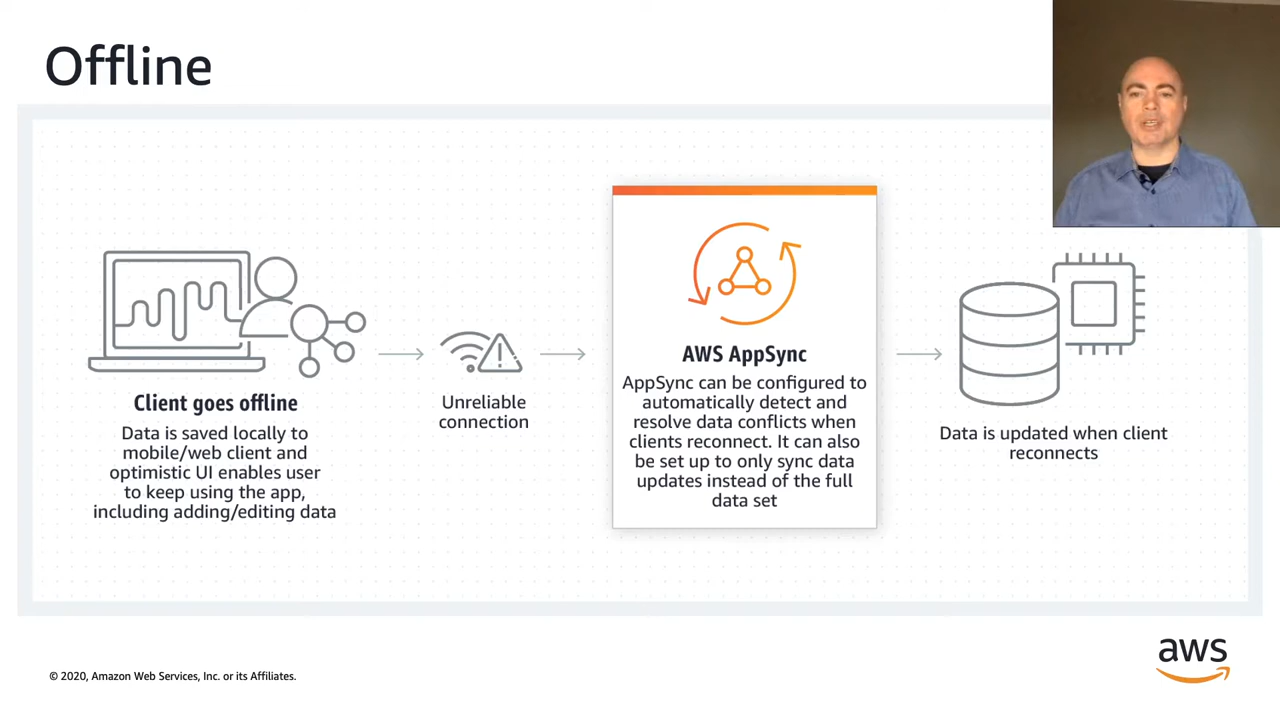 Offline
Client goes offline
Data is saved locally to
mobile/web client and
optimistic UI enables user
to keep using the app,
including adding/editing data
Unreliable
connection
AWS AppSync
AppSync can be configured to
automatically detect and
resolve data conflicts when
clients reconnect. It can also
be set up to only sync data
updates instead of the full
data set
Data is updated when client
reconnects
© 2020, Amazon Web Services, Inc. or its Affiliates.
aws